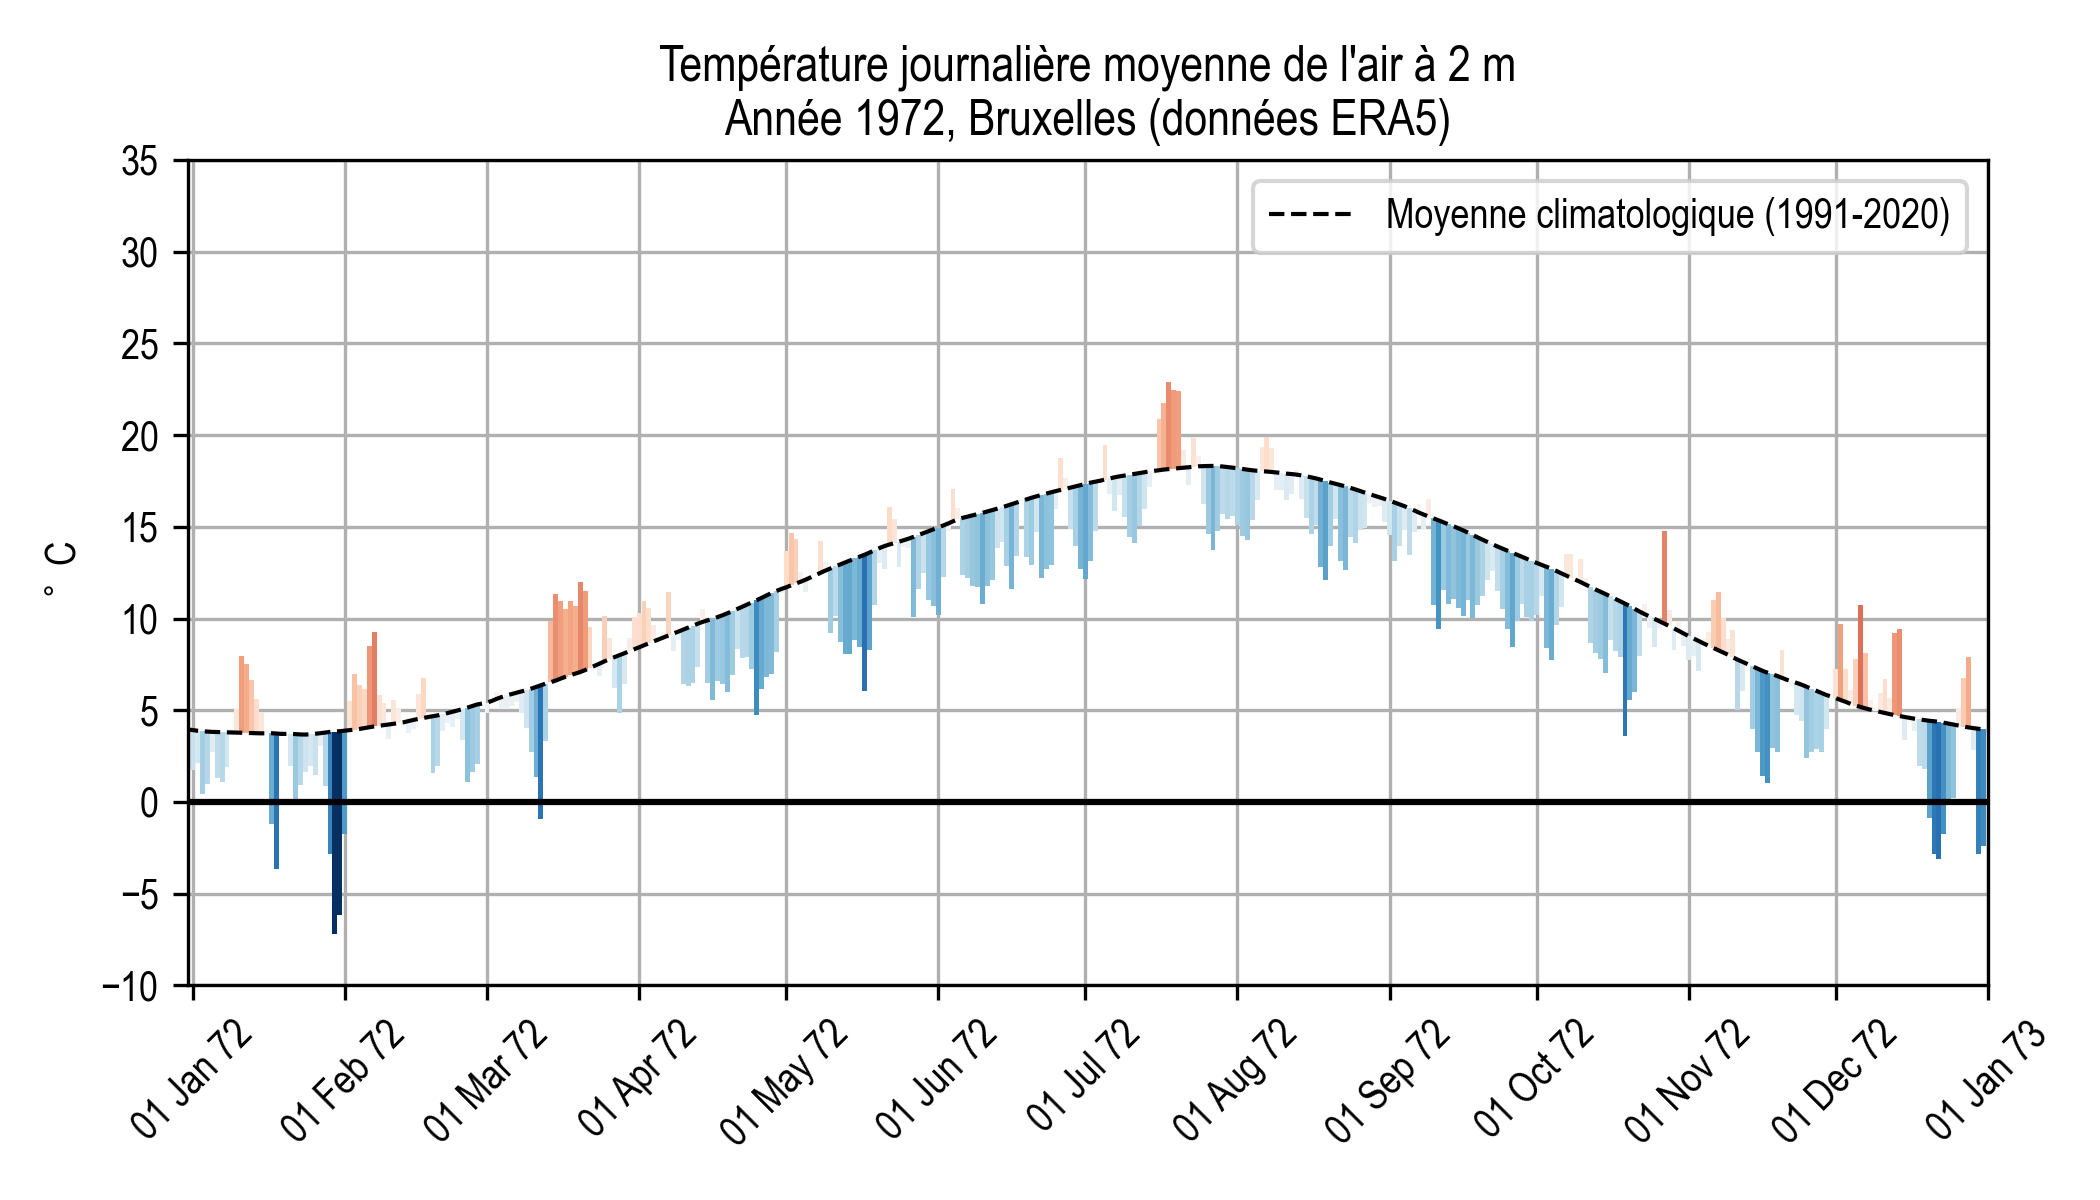 Température journalière moyenne de l'air à 2 m
Année 1972, Bruxelles (données ERA5)
Moyenne climatologique (1991-2020)
° C
35
30
25
20
15
10
5
0
−5
−10
01 Jan 72
01 Feb 72
01 Mar 72
01 Apr 72
01 May 72
01 Jun 72
01 Jul 72
01 Aug 72
01 Sep 72
01 Oct 72
01 Nov 72
01 Dec 72
01 Jan 73